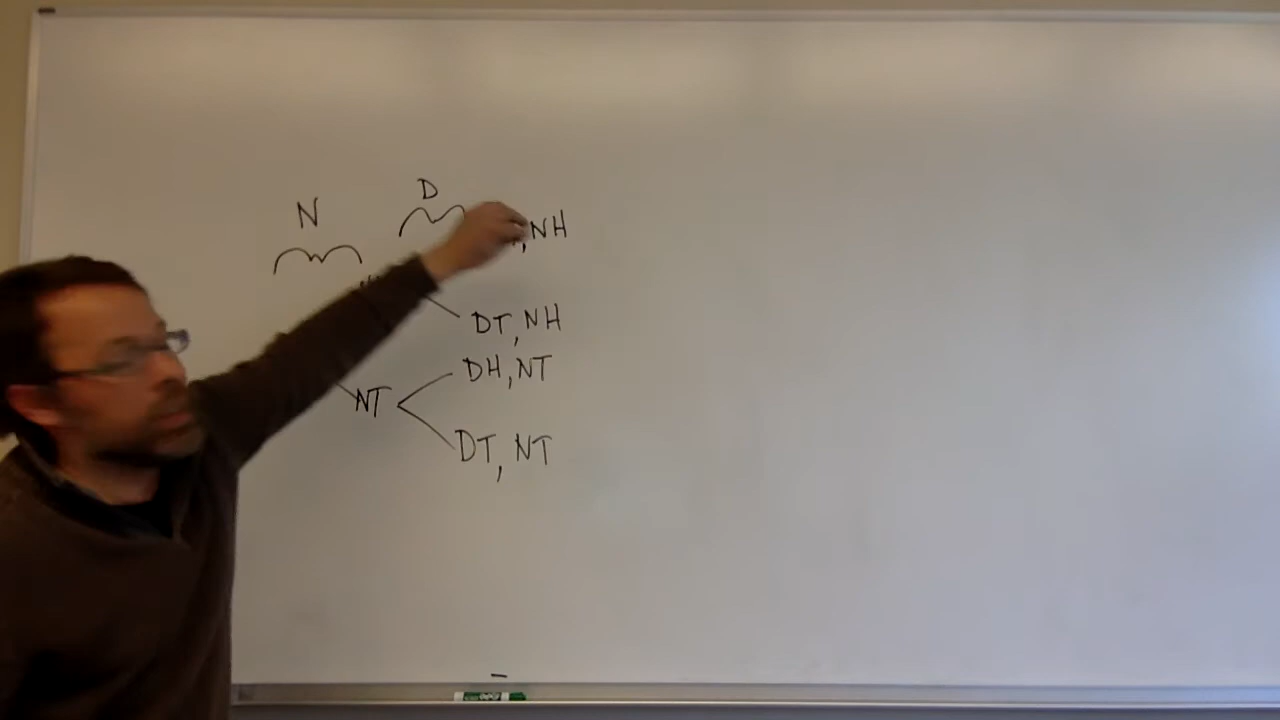 N
D
NH
DT, NH
DH, NT
NT
DT, NT